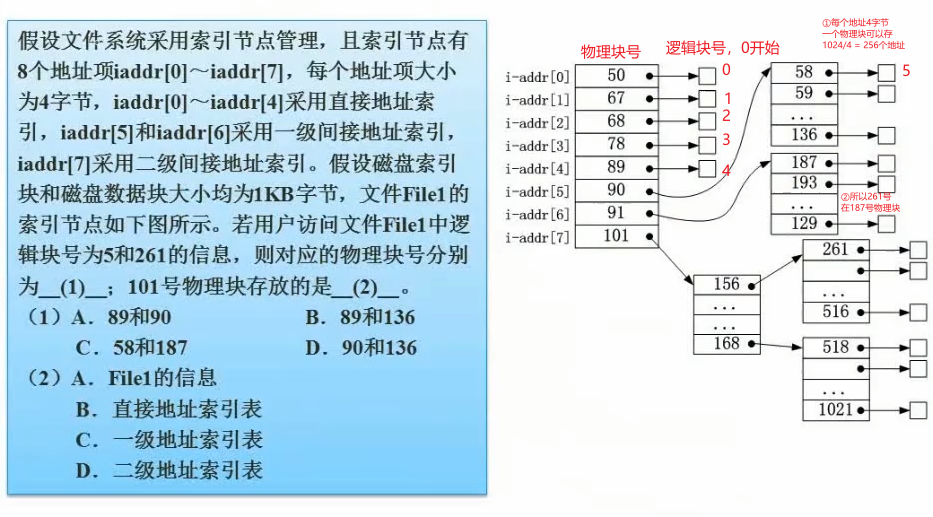 假设文件系统采用索引节点管理，且索引节点有
8个地址项iaddr[0]～iaddr[7]，每个地址项大小
为4字节，iaddr[0]～iaddr[4]采用直接地址索
引，iaddr[5]和iaddr[6]采用一级间接地址索引，
iaddr[7]采用二级间接地址索引。假设磁盘索引
块和磁盘数据块大小均为1KB字节，文件File1的
索引节点如下图所示。若用户访问文件File1中逻
辑块号为5和261的信息，则对应的物理块号分别
为__(1)__；101号物理块存放的是__(2)__。
（1）A．89和90 B．89和136
C．58和187 D．90和136
（2）A．File1的信息
B．直接地址索引表
C．一级地址索引表
D．二级地址索引表
物理块号 逻辑块号，0开始
i-addr[0] 50 0
i-addr[1] 67 1
i-addr[2] 68 2
i-addr[3] 78 3
i-addr[4] 89 4
i-addr[5] 90
i-addr[6] 91
i-addr[7] 101
①每个地址4字节
一个物理块可以存
1024/4 = 256个地址
58 5
59
...
136
187
193
...
129
②所以261号
在187号物理块
156
...
...
168
261
...
516
518
...
1021